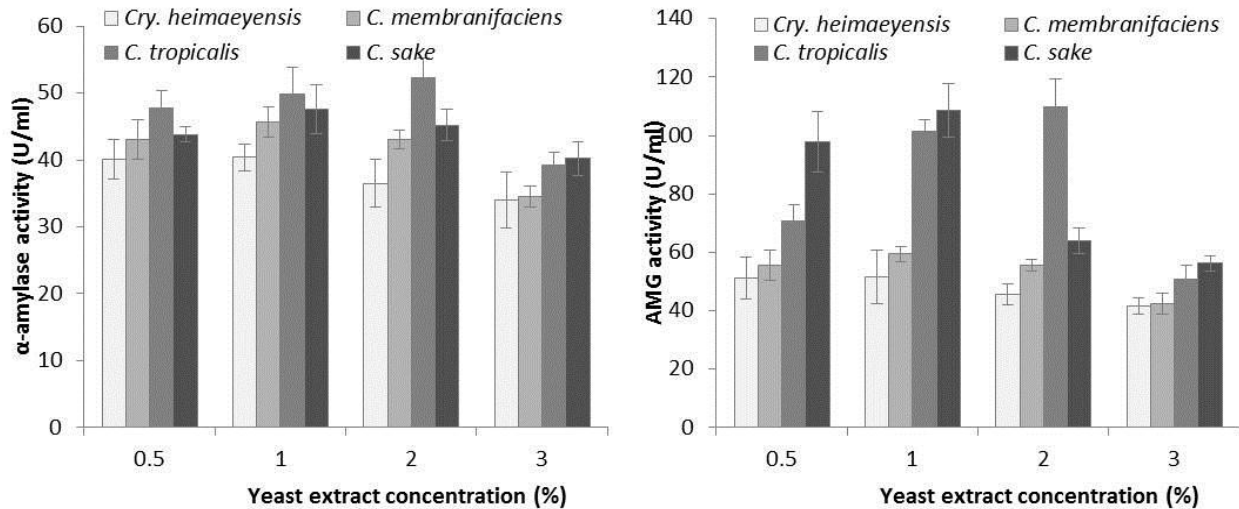 α-amylase activity (U/ml)
60
50
40
30
20
10
0
Cry. heimaeyensis
C. membranifaciens
C. tropicalis
C. sake
0.5
1
2
3
Yeast extract concentration (%)
AMG activity (U/ml)
140
120
100
80
60
40
20
0
Cry. heimaeyensis
C. membranifaciens
C. tropicalis
C. sake
0.5
1
2
3
Yeast extract concentration (%)